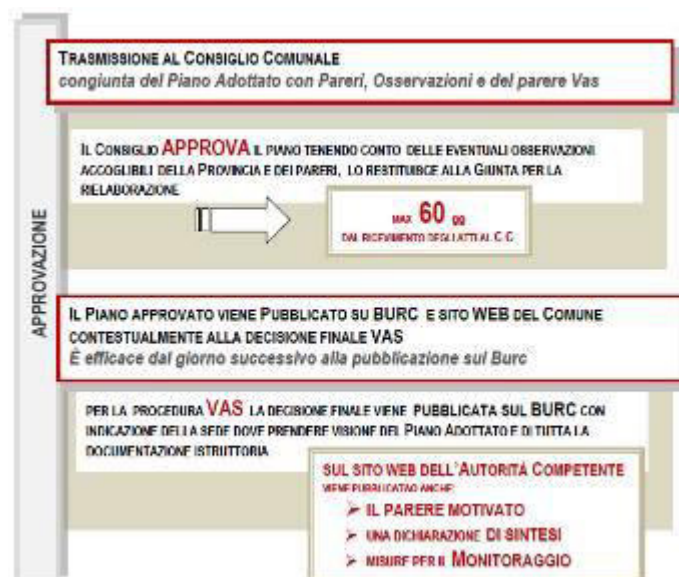 APPROVAZIONE
TRASMISSIONE AL CONSIGLIO COMUNALE
congiunta del Piano Adottato con Pareri, Osservazioni e del parere Vas
IL CONSIGLIO APPROVA IL PIANO TENENDO CONTO DELLE EVENTUALI OSSERVAZIONI
ACCOGLIBILI DELLA PROVINCIA E DEI PARERI, LO RESTITUISCE ALLA GIUNTA PER LA
RIELABORAZIONE
MAX 60 GG
DAL RICEVIMENTO DEGLI ATTI AL C.C
IL PIANO APPROVATO VIENE PUBBLICATO SU BURC E SITO WEB DEL COMUNE
CONTESTUALMENTE ALLA DECISIONE FINALE VAS
È efficace dal giorno successivo alla pubblicazione sul Burc
PER LA PROCEDURA VAS LA DECISIONE FINALE VIENE PUBBLICATA SUL BURC CON
INDICAZIONE DELLA SEDE DOVE PRENDERE VISIONE DEL PIANO ADOTTATO E DI TUTTA LA
DOCUMENTAZIONE ISTRUTTORIA
SUL SITO WEB DELL'AUTORITÀ COMPETENTE
VIENE PUBBLICATAO ANCHE:
➢ IL PARERE MOTIVATO
➢ UNA DICHIARAZIONE DI SINTESI
➢ MISURE PER IL MONITORAGGIO